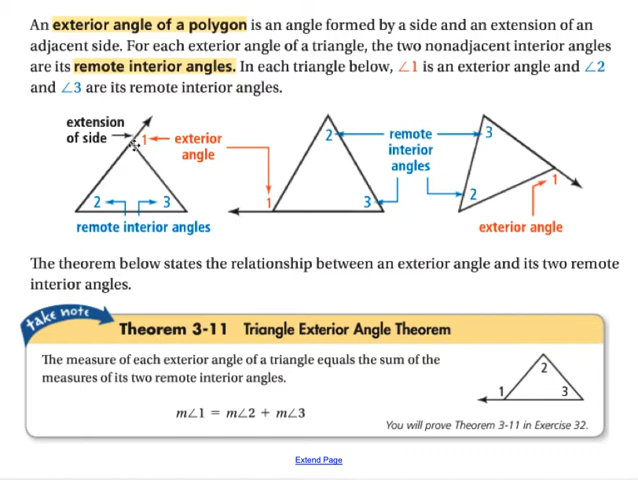 An exterior angle of a polygon is an angle formed by a side and an extension of an
adjacent side. For each exterior angle of a triangle, the two nonadjacent interior angles
are its remote interior angles. In each triangle below, ∠1 is an exterior angle and ∠2
and ∠3 are its remote interior angles.
extension
of side
1
exterior
angle
2
3
remote interior angles
2
1
3
remote
interior
angles
3
2
1
exterior angle
The theorem below states the relationship between an exterior angle and its two remote
interior angles.
take note
Theorem 3-11 Triangle Exterior Angle Theorem
The measure of each exterior angle of a triangle equals the sum of the
measures of its two remote interior angles.
m∠1 = m∠2 + m∠3
2
1
3
You will prove Theorem 3-11 in Exercise 32.
Extend Page